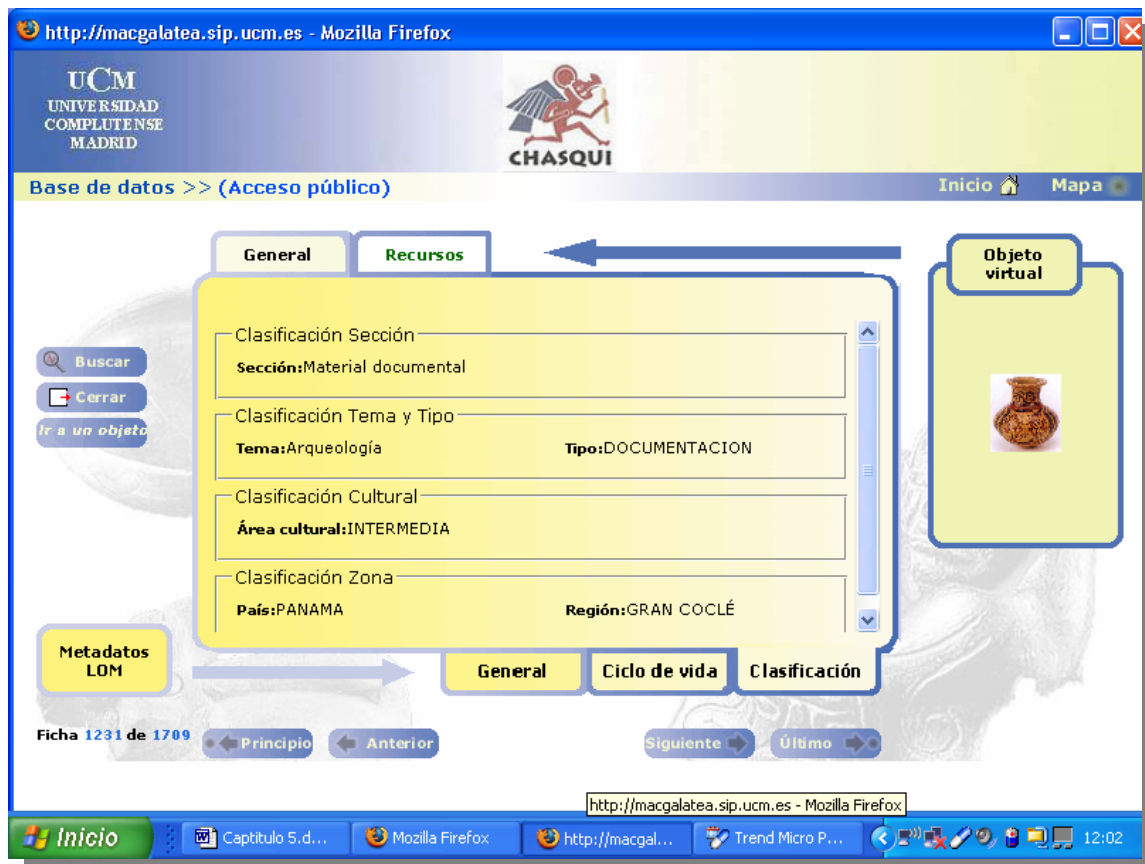 http://macgalatea.sip.ucm.es - Mozilla Firefox
UCM
UNIVERSIDAD
COMPLUTENSE
MADRID
CHASQUI
Base de datos >> (Acceso público)
Inicio
Mapa
General
Recursos
Objeto
virtual
Clasificación Sección
Sección:Material documental
Buscar
Cerrar
Ir a un objeto
Clasificación Tema y Tipo
Tema:Arqueología
Tipo:DOCUMENTACION
Clasificación Cultural
Área cultural:INTERMEDIA
Clasificación Zona
País:PANAMA
Región:GRAN COCLÉ
Metadatos
LOM
General
Ciclo de vida
Clasificación
Ficha 1231 de 1709
Principio
Anterior
Siguiente
Último
http://macgalatea.sip.ucm.es - Mozilla Firefox
Inicio
Captitulo 5.d...
Mozilla Firefox
http://macgal...
Trend Micro P...
12:02